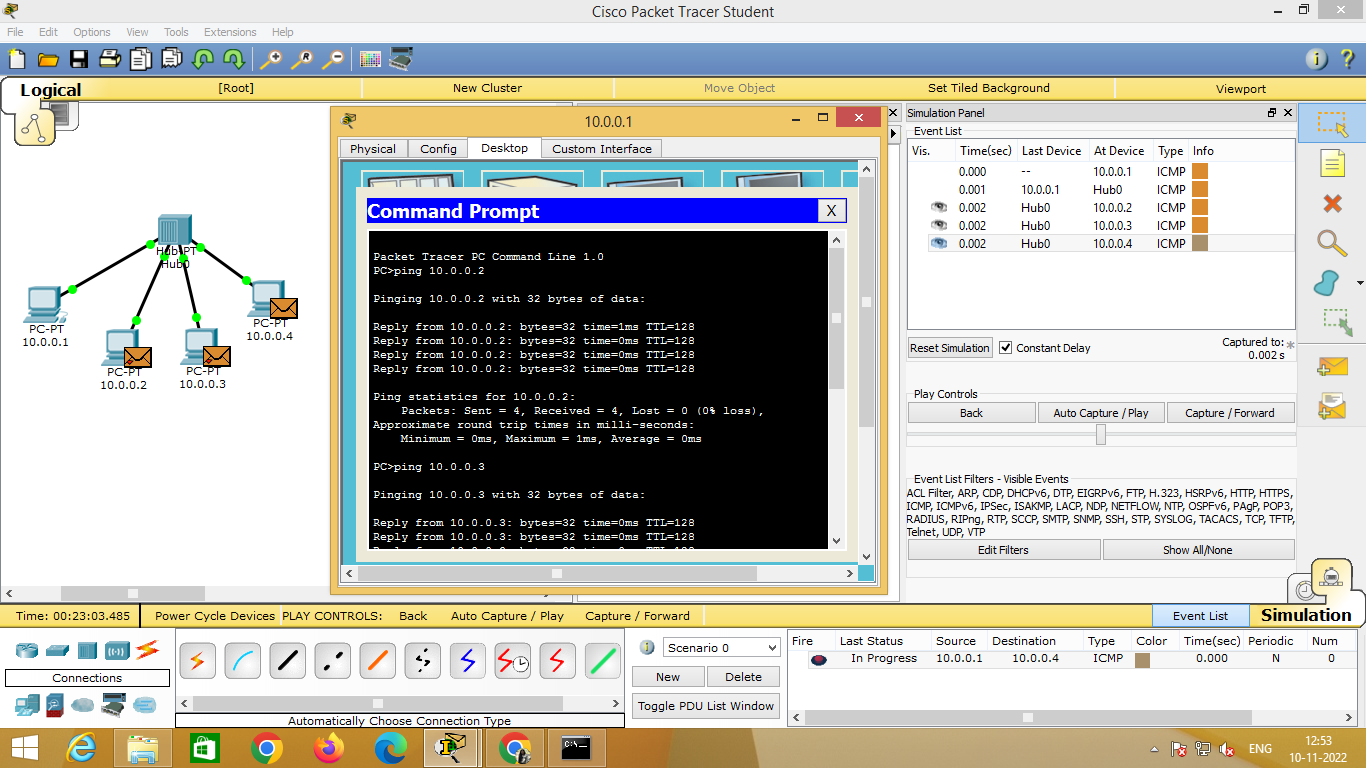 Cisco Packet Tracer Student
File Edit Options View Tools Extensions Help
Logical [Root] New Cluster Move Object Set Tiled Background Viewport
Hub-PT
Hub0
PC-PT
10.0.0.1
PC-PT
10.0.0.2
PC-PT
10.0.0.3
PC-PT
10.0.0.4
10.0.0.1
Physical Config Desktop Custom Interface
Command Prompt X
Packet Tracer PC Command Line 1.0
PC>ping 10.0.0.2
Pinging 10.0.0.2 with 32 bytes of data:
Reply from 10.0.0.2: bytes=32 time=1ms TTL=128
Reply from 10.0.0.2: bytes=32 time=0ms TTL=128
Reply from 10.0.0.2: bytes=32 time=0ms TTL=128
Reply from 10.0.0.2: bytes=32 time=0ms TTL=128
Ping statistics for 10.0.0.2:
Packets: Sent = 4, Received = 4, Lost = 0 (0% loss),
Approximate round trip times in milli-seconds:
Minimum = 0ms, Maximum = 1ms, Average = 0ms
PC>ping 10.0.0.3
Pinging 10.0.0.3 with 32 bytes of data:
Reply from 10.0.0.3: bytes=32 time=0ms TTL=128
Reply from 10.0.0.3: bytes=32 time=0ms TTL=128
Simulation Panel
Event List
Vis. Time(sec) Last Device At Device Type Info
0.000 -- 10.0.0.1 ICMP
0.001 10.0.0.1 Hub0 ICMP
0.002 Hub0 10.0.0.2 ICMP
0.002 Hub0 10.0.0.3 ICMP
0.002 Hub0 10.0.0.4 ICMP
Reset Simulation Constant Delay Captured to: *
0.002 s
Play Controls
Back Auto Capture / Play Capture / Forward
Event List Filters - Visible Events
ACL Filter, ARP, CDP, DHCPv6, DTP, EIGRPv6, FTP, H.323, HSRPv6, HTTP, HTTPS,
ICMP, ICMPv6, IPSec, ISAKMP, LACP, NDP, NETFLOW, NTP, OSPFv6, PAgP, POP3,
RADIUS, RIPng, RTP, SCCP, SMTP, SNMP, SSH, STP, SYSLOG, TACACS, TCP, TFTP,
Telnet, UDP, VTP
Edit Filters Show All/None
Time: 00:23:03.485 Power Cycle Devices PLAY CONTROLS: Back Auto Capture / Play Capture / Forward Event List Simulation
Connections
Automatically Choose Connection Type
Scenario 0
New Delete
Toggle PDU List Window
Fire Last Status Source Destination Type Color Time(sec) Periodic Num
In Progress 10.0.0.1 10.0.0.4 ICMP 0.000 N 0
ENG
12:53
10-11-2022